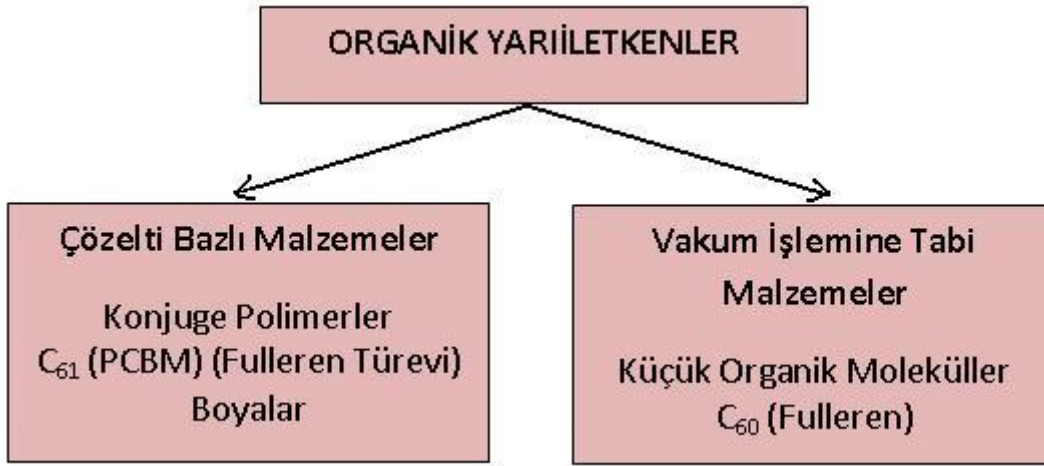 ORGANİK YARIİLETKENLER
Çözelti Bazlı Malzemeler
Konjuge Polimerler
C₆₁ (PCBM) (Fulleren Türevi)
Boyalar
Vakum İşlemine Tabi
Malzemeler
Küçük Organik Moleküller
C₆₀ (Fulleren)